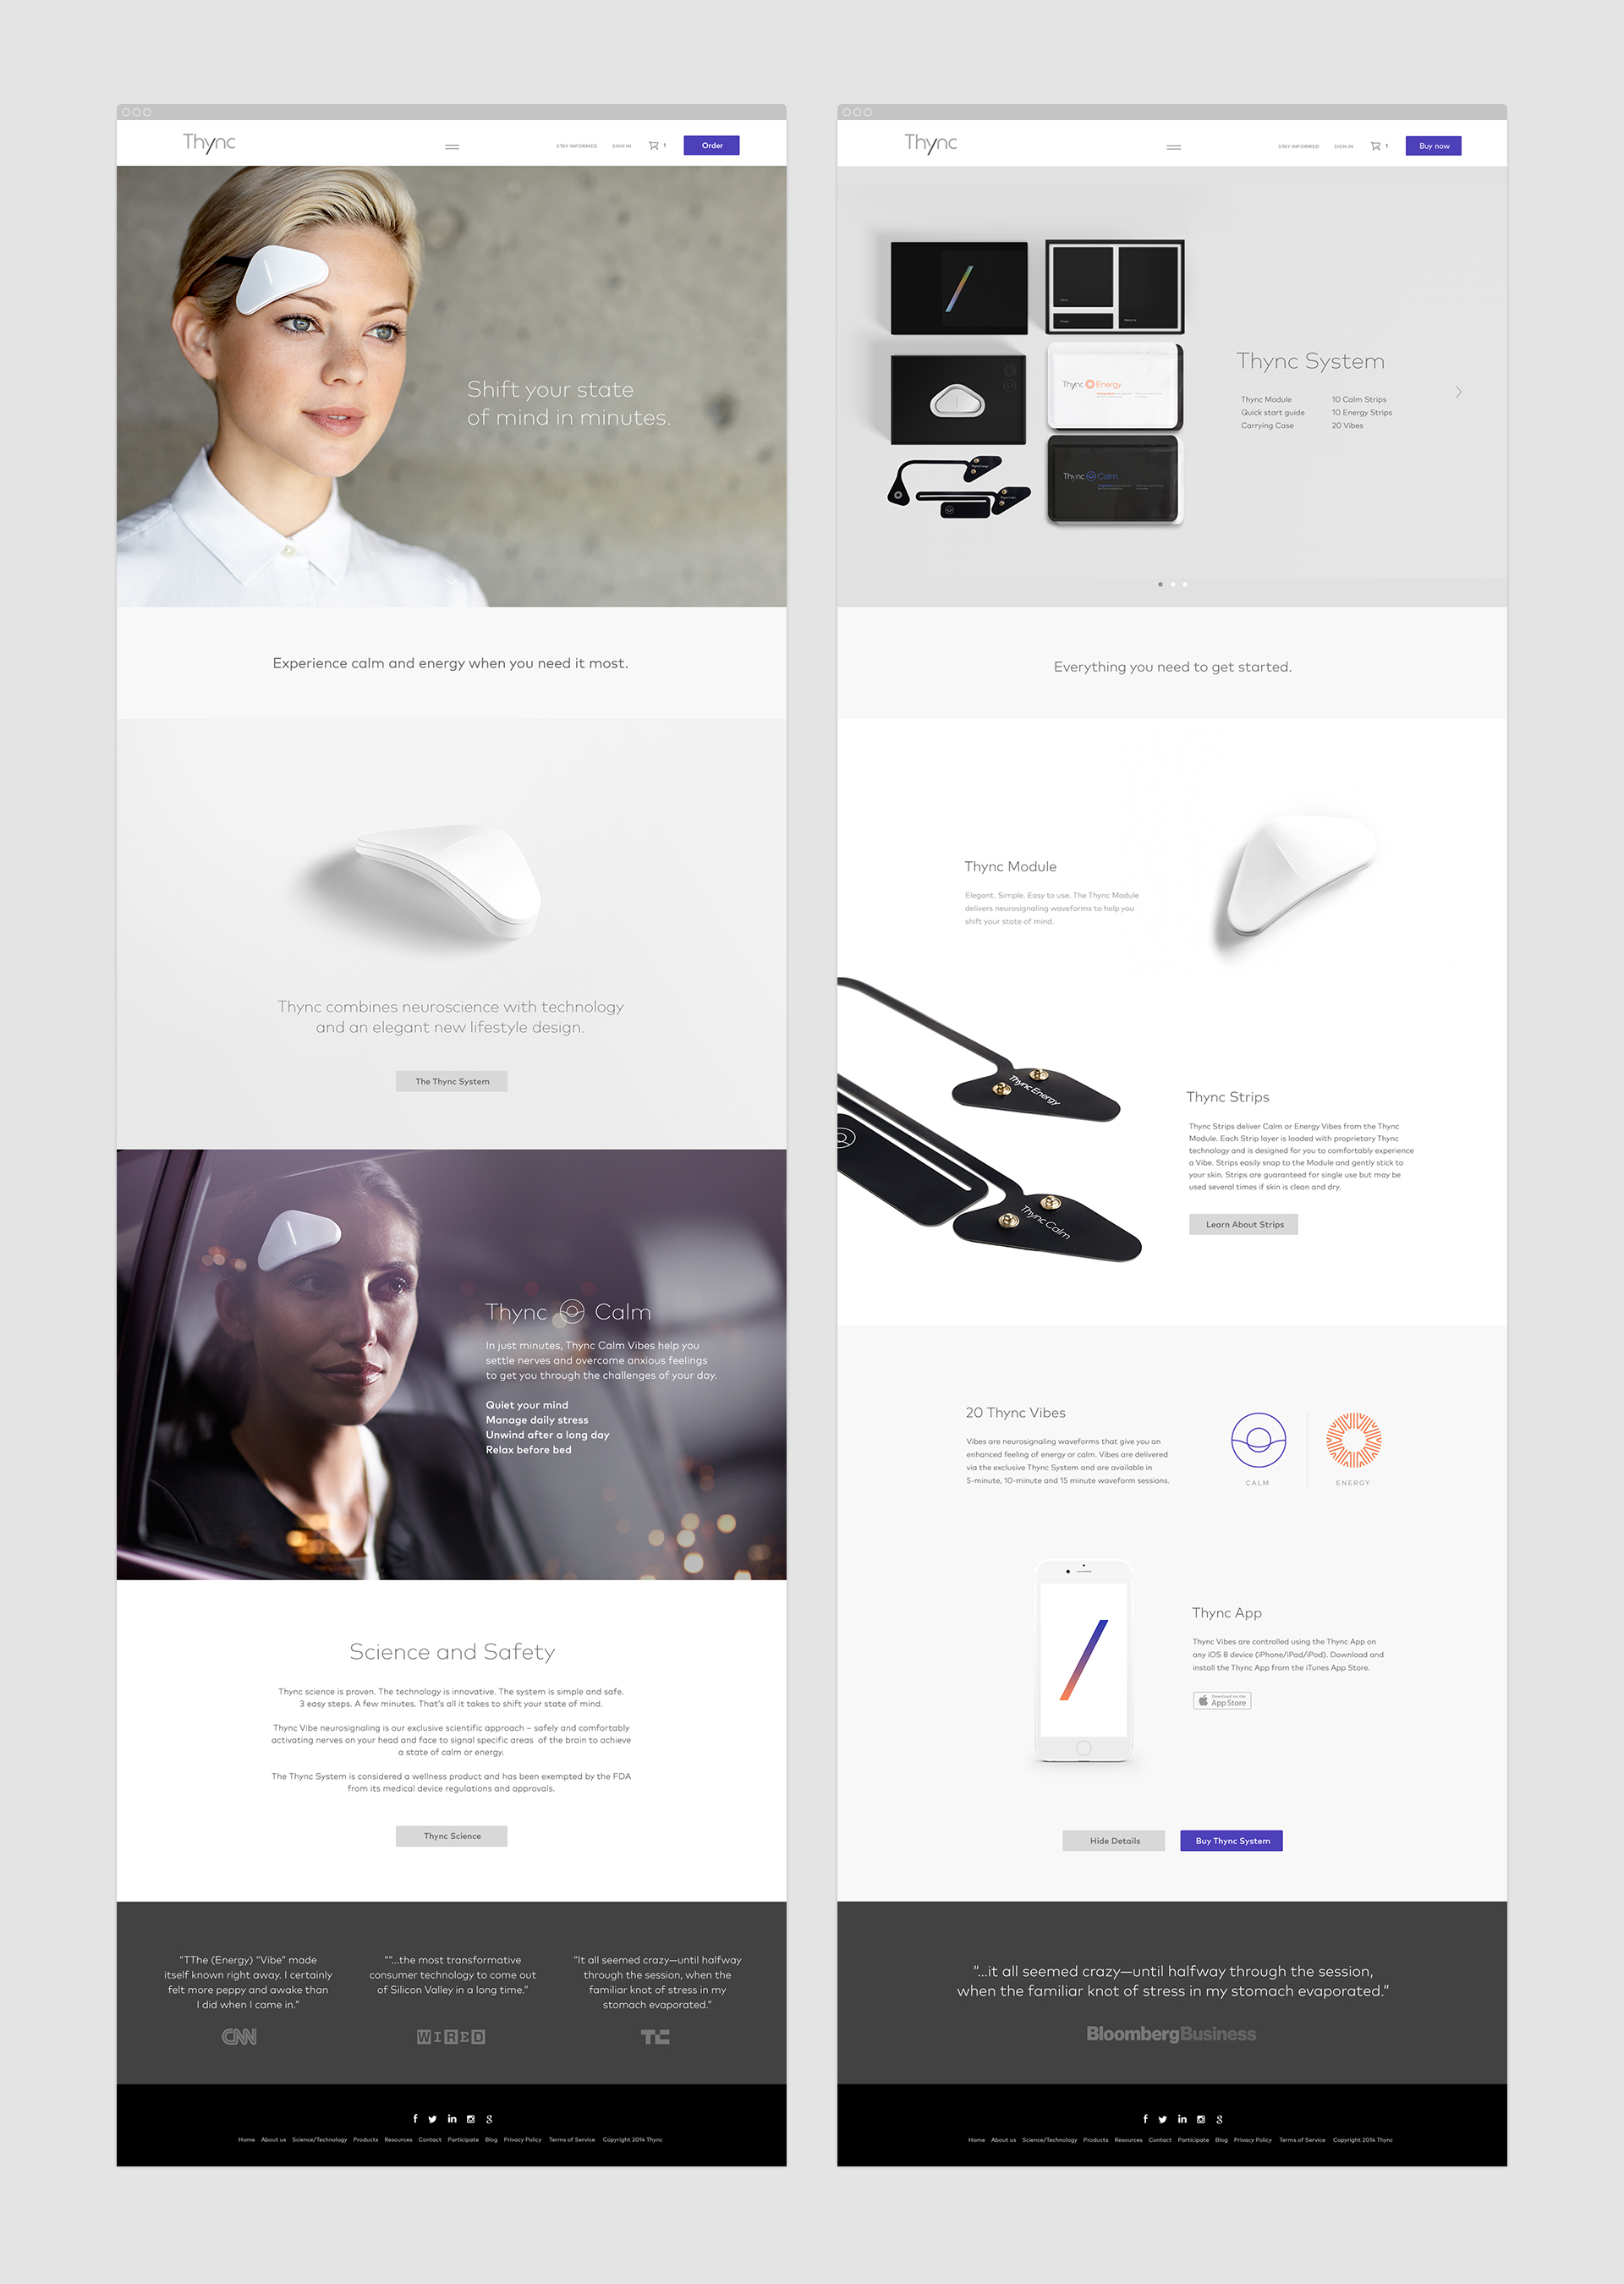 Thync
STAY INFORMED
SIGN IN
1
Order
Shift your state
of mind in minutes.
Experience calm and energy when you need it most.
Thync combines neuroscience with technology
and an elegant new lifestyle design.
The Thync System
Thync Calm
In just minutes, Thync Calm Vibes help you
settle nerves and overcome anxious feelings
to get you through the challenges of your day.
Quiet your mind
Manage daily stress
Unwind after a long day
Relax before bed
Science and Safety
Thync science is proven. The technology is innovative. The system is simple and safe.
3 easy steps. A few minutes. That's all it takes to shift your state of mind.
Thync Vibe neurosignaling is our exclusive scientific approach – safely and comfortably
activating nerves on your head and face to signal specific areas of the brain to achieve
a state of calm or energy.
The Thync System is considered a wellness product and has been exempted by the FDA
from its medical device regulations and approvals.
Thync Science
“TThe (Energy) “Vibe” made
itself known right away. I certainly
felt more peppy and awake than
I did when I came in.”
CNN
““...the most transformative
consumer technology to come out
of Silicon Valley in a long time.”
WIRED
“It all seemed crazy—until halfway
through the session, when the
familiar knot of stress in my
stomach evaporated.”
TC
Home About us Science/Technology Products Resources Contact Participate Blog Privacy Policy Terms of Service Copyright 2014 Thync
Thync
STAY INFORMED
SIGN IN
1
Buy now
Thync Energy
Thync Calm
Thync Energy
Thync Calm
Thync System
Thync Module
Quick start guide
Carrying Case
10 Calm Strips
10 Energy Strips
20 Vibes
Everything you need to get started.
Thync Module
Elegant. Simple. Easy to use. The Thync Module
delivers neurosignaling waveforms to help you
shift your state of mind.
Thync Energy
Thync Calm
Thync Strips
Thync Strips deliver Calm or Energy Vibes from the Thync
Module. Each Strip layer is loaded with proprietary Thync
technology and is designed for you to comfortably experience
a Vibe. Strips easily snap to the Module and gently stick to
your skin. Strips are guaranteed for single use but may be
used several times if skin is clean and dry.
Learn About Strips
20 Thync Vibes
Vibes are neurosignaling waveforms that give you an
enhanced feeling of energy or calm. Vibes are delivered
via the exclusive Thync System and are available in
5-minute, 10-minute and 15 minute waveform sessions.
CALM
ENERGY
Thync App
Thync Vibes are controlled using the Thync App on
any iOS 8 device (iPhone/iPad/iPod). Download and
install the Thync App from the iTunes App Store.
Download on the
App Store
Hide Details
Buy Thync System
“...it all seemed crazy—until halfway through the session,
when the familiar knot of stress in my stomach evaporated.”
BloombergBusiness
Home About us Science/Technology Products Resources Contact Participate Blog Privacy Policy Terms of Service Copyright 2014 Thync